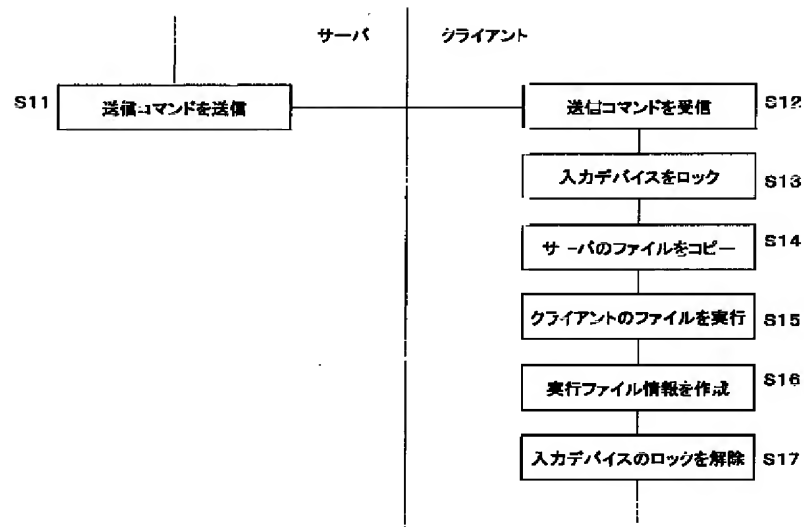 サーバ
クライアント
S11
送信コマンドを送信
送信コマンドを受信
S12
入力デバイスをロック
S13
サーバのファイルをコピー
S14
クライアントのファイルを実行
S15
実行ファイル情報を作成
S16
入力デバイスのロックを解除
S17